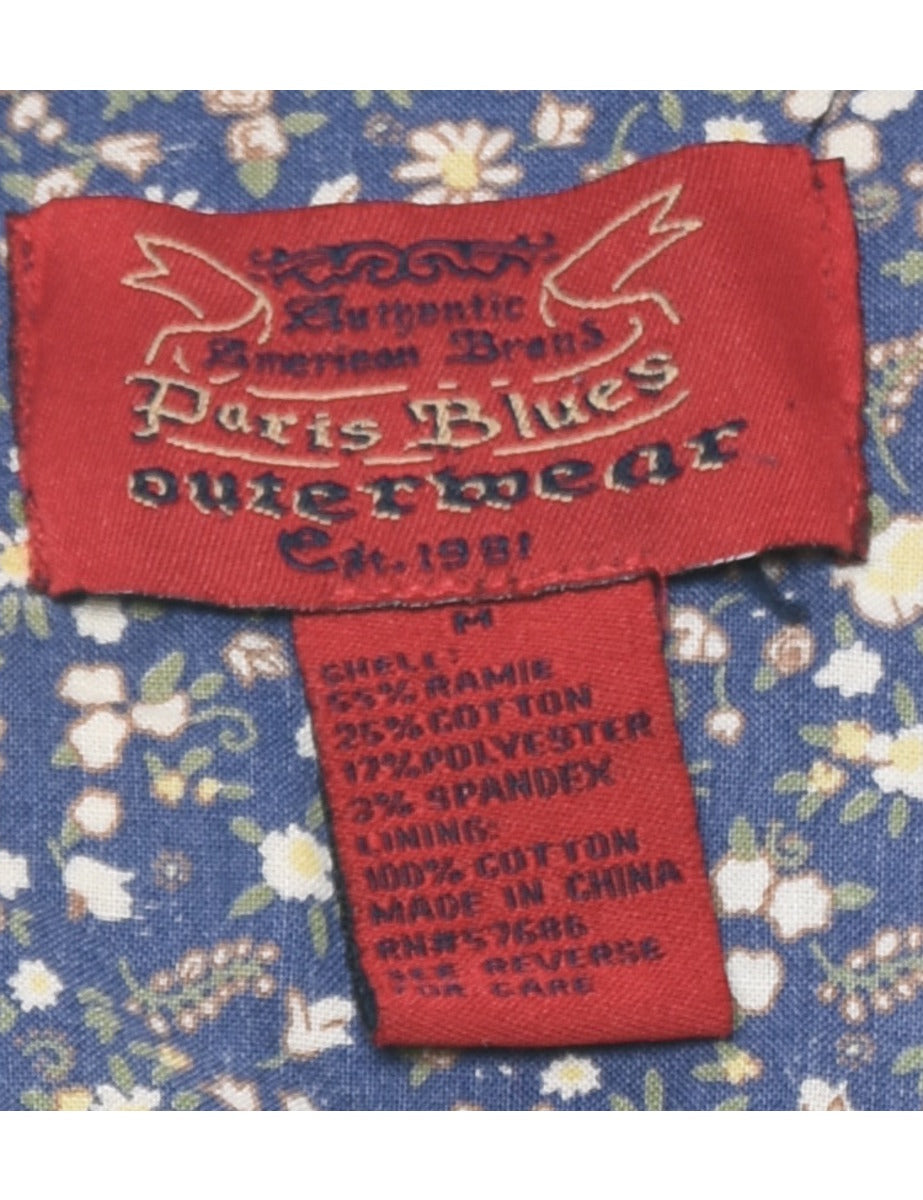 Authentic
American Brand
Paris Blues
outerwear
Est. 1981
M
SHELL:
55% RAMIE
25% COTTON
17% POLYESTER
3% SPANDEX
LINING:
100% COTTON
MADE IN CHINA
RN#57686
SEE REVERSE
FOR CARE